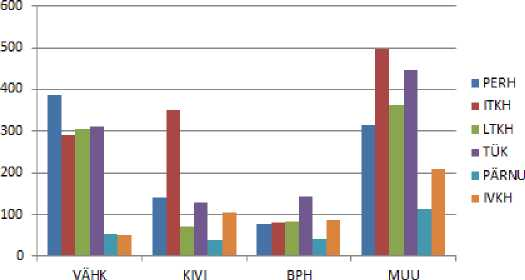 600
500
400
300
200
100
0
VÄHK KIVI BPH MUU
PERH
ITKH
LTKH
TÜK
PÄRNU
IVKH